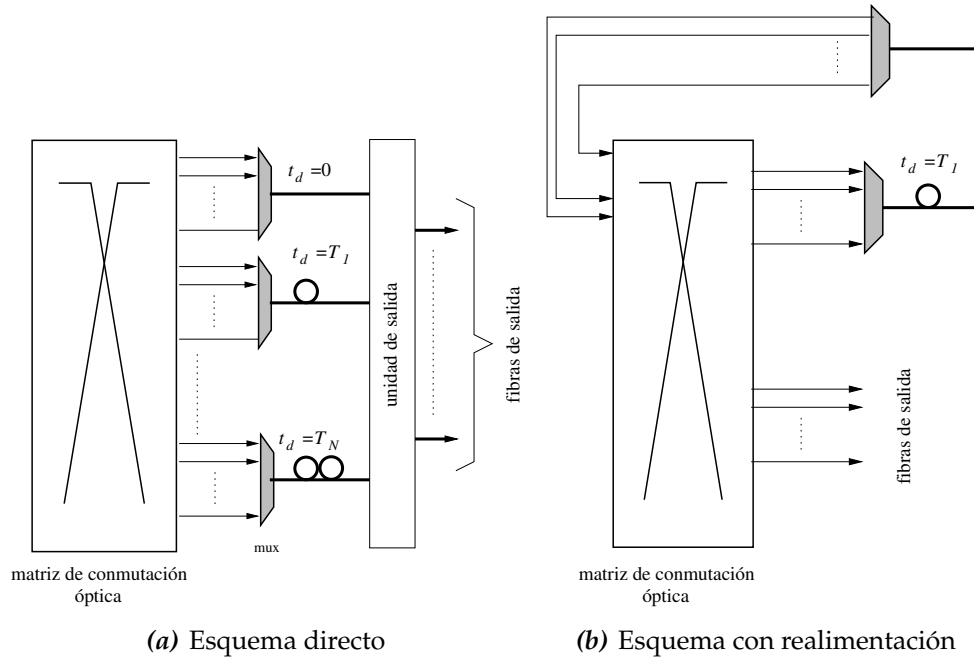 t_d = 0
t_d = T_1
t_d = T_N
mux
unidad de salida
fibras de salida
matriz de conmutación
óptica
(a) Esquema directo
t_d = T_1
fibras de salida
matriz de conmutación
óptica
(b) Esquema con realimentación